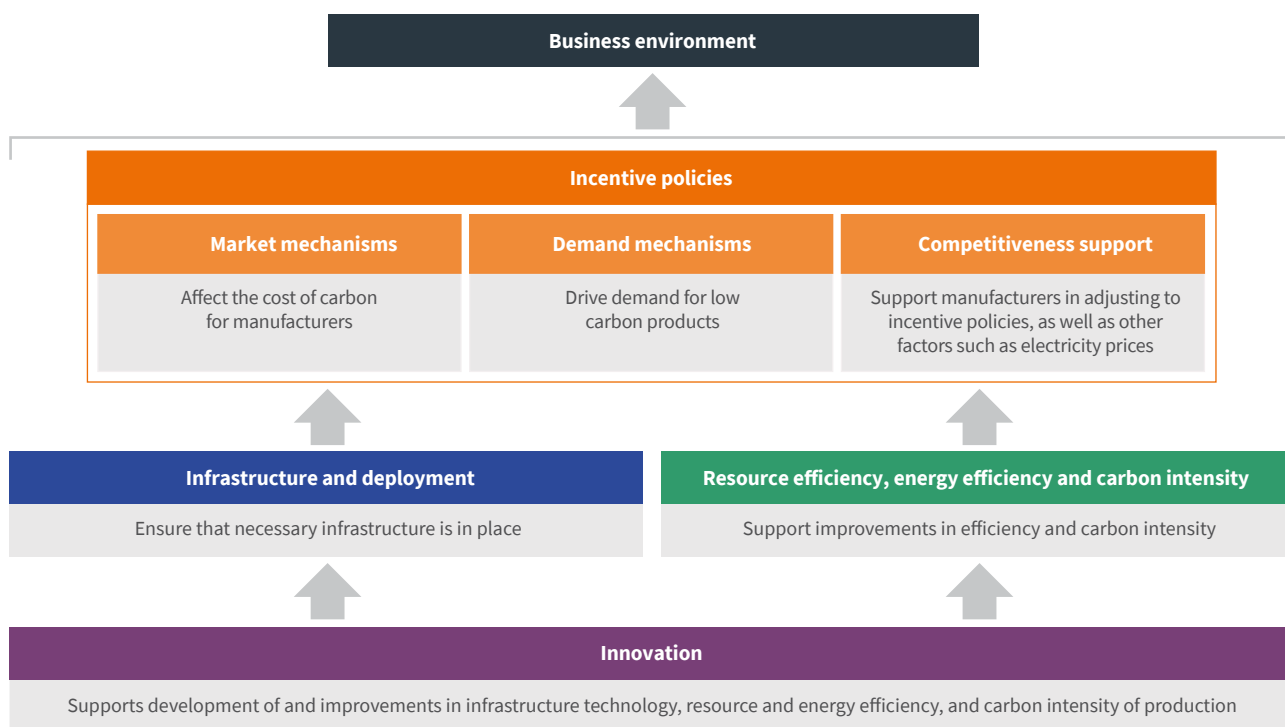 Business environment
Incentive policies
Market mechanisms
Affect the cost of carbon
for manufacturers
Demand mechanisms
Drive demand for low
carbon products
Competitiveness support
Support manufacturers in adjusting to
incentive policies, as well as other
factors such as electricity prices
Infrastructure and deployment
Ensure that necessary infrastructure is in place
Resource efficiency, energy efficiency and carbon intensity
Support improvements in efficiency and carbon intensity
Innovation
Supports development of and improvements in infrastructure technology, resource and energy efficiency, and carbon intensity of production